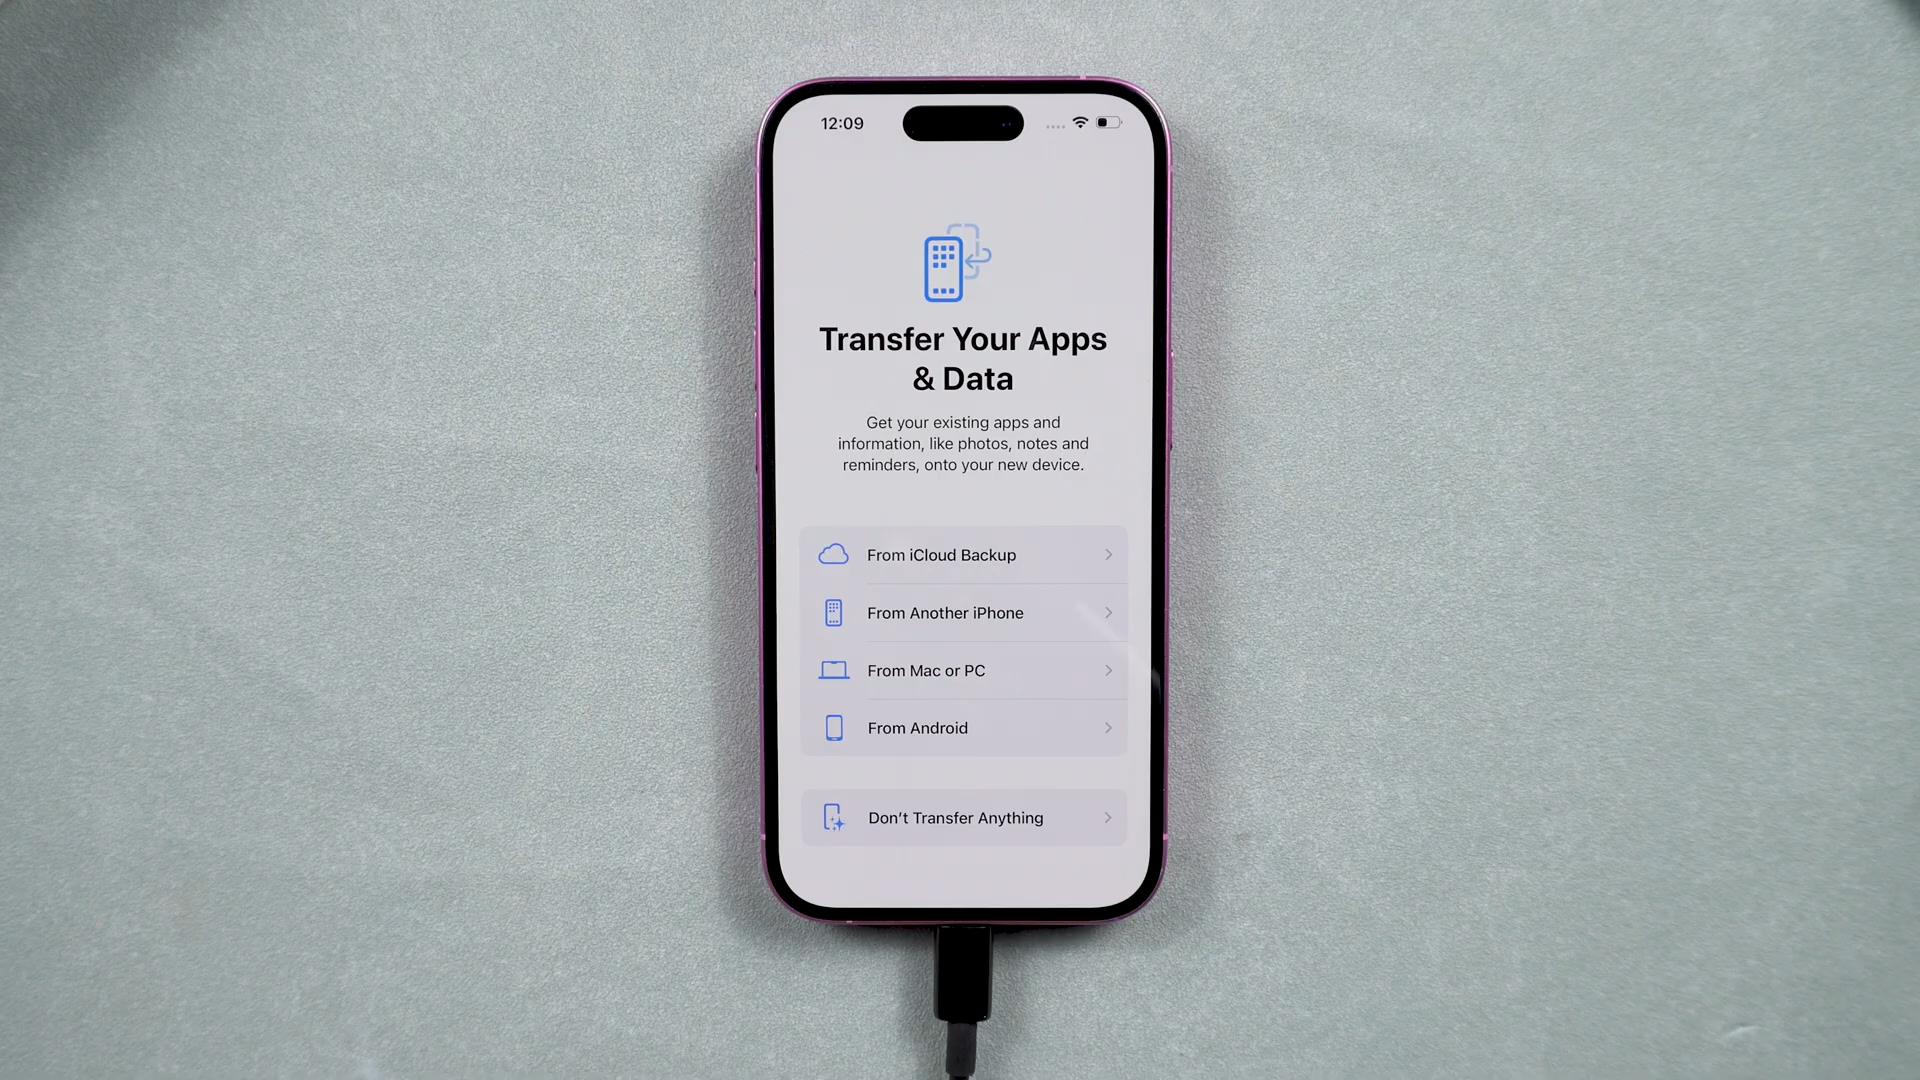 12:09
Transfer Your Apps
& Data
Get your existing apps and
information, like photos, notes and
reminders, onto your new device.
From iCloud Backup
From Another iPhone
From Mac or PC
From Android
Don't Transfer Anything